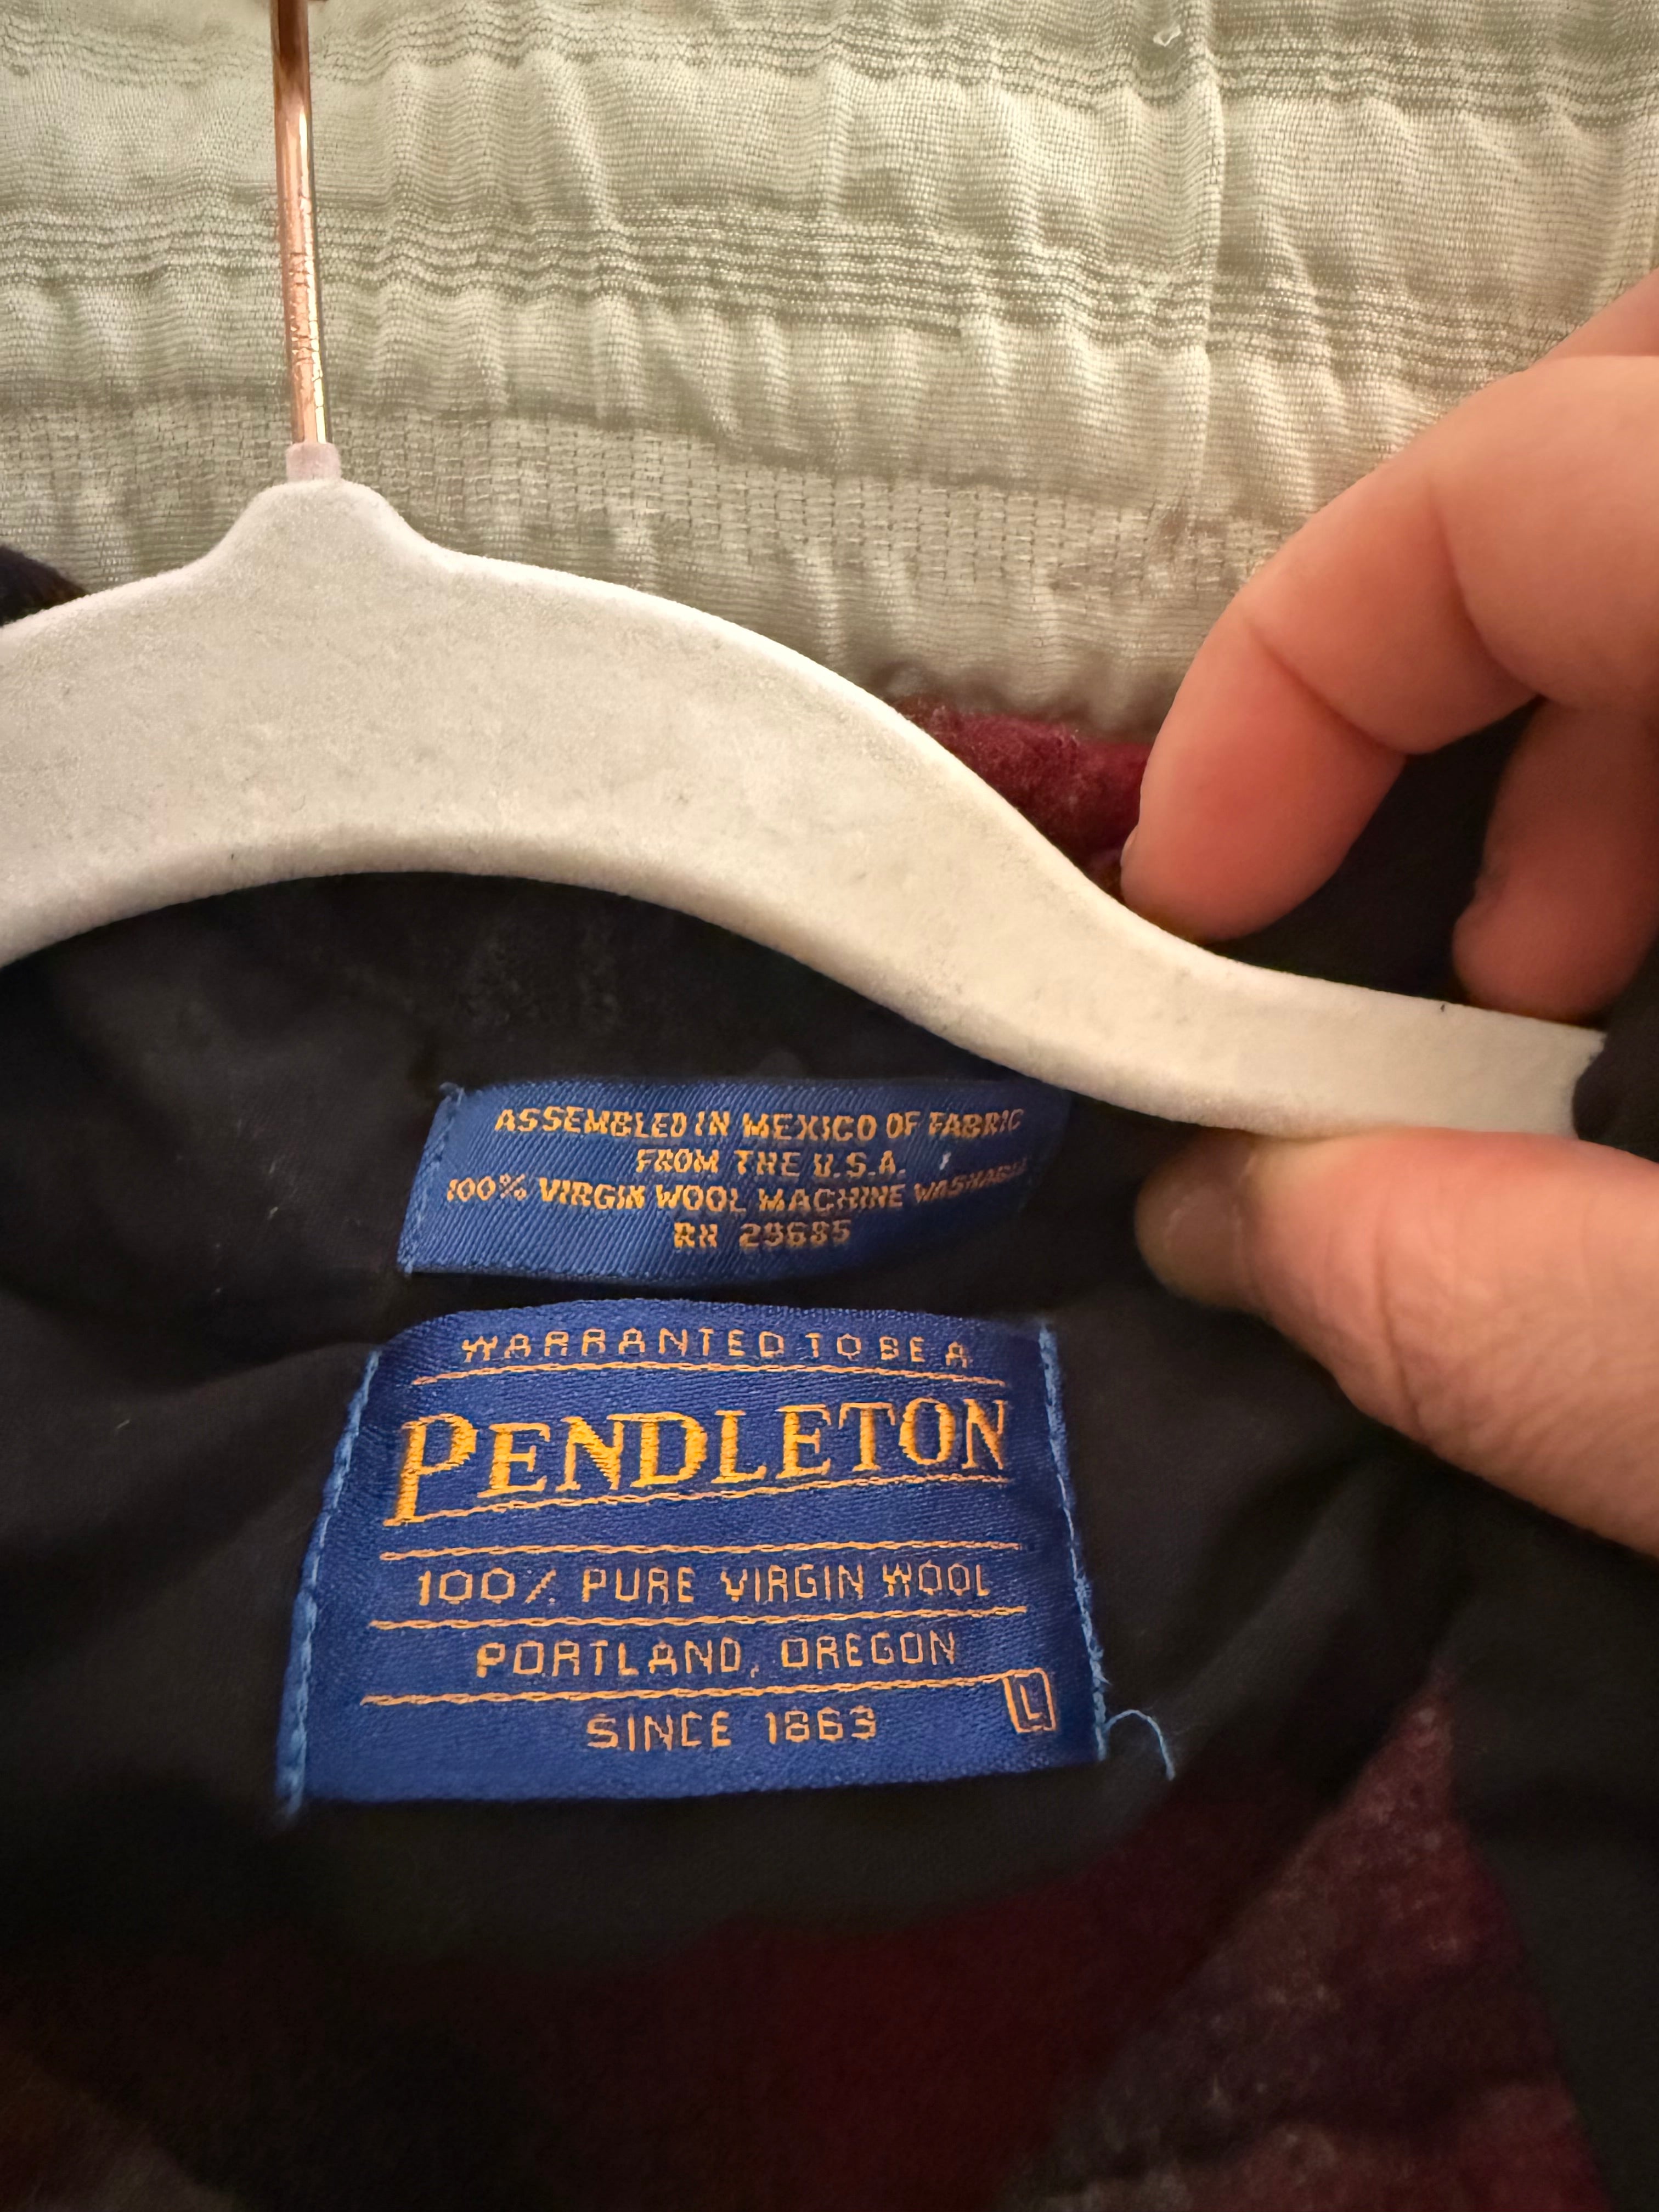 ASSEMBLED IN MEXICO OF FABRIC
FROM THE U.S.A.
100% VIRGIN WOOL MACHINE WASHABLE
RN 29685
WARRANTED TO BE A
PENDLETON
100% PURE VIRGIN WOOL
PORTLAND, OREGON
L
SINCE 1863